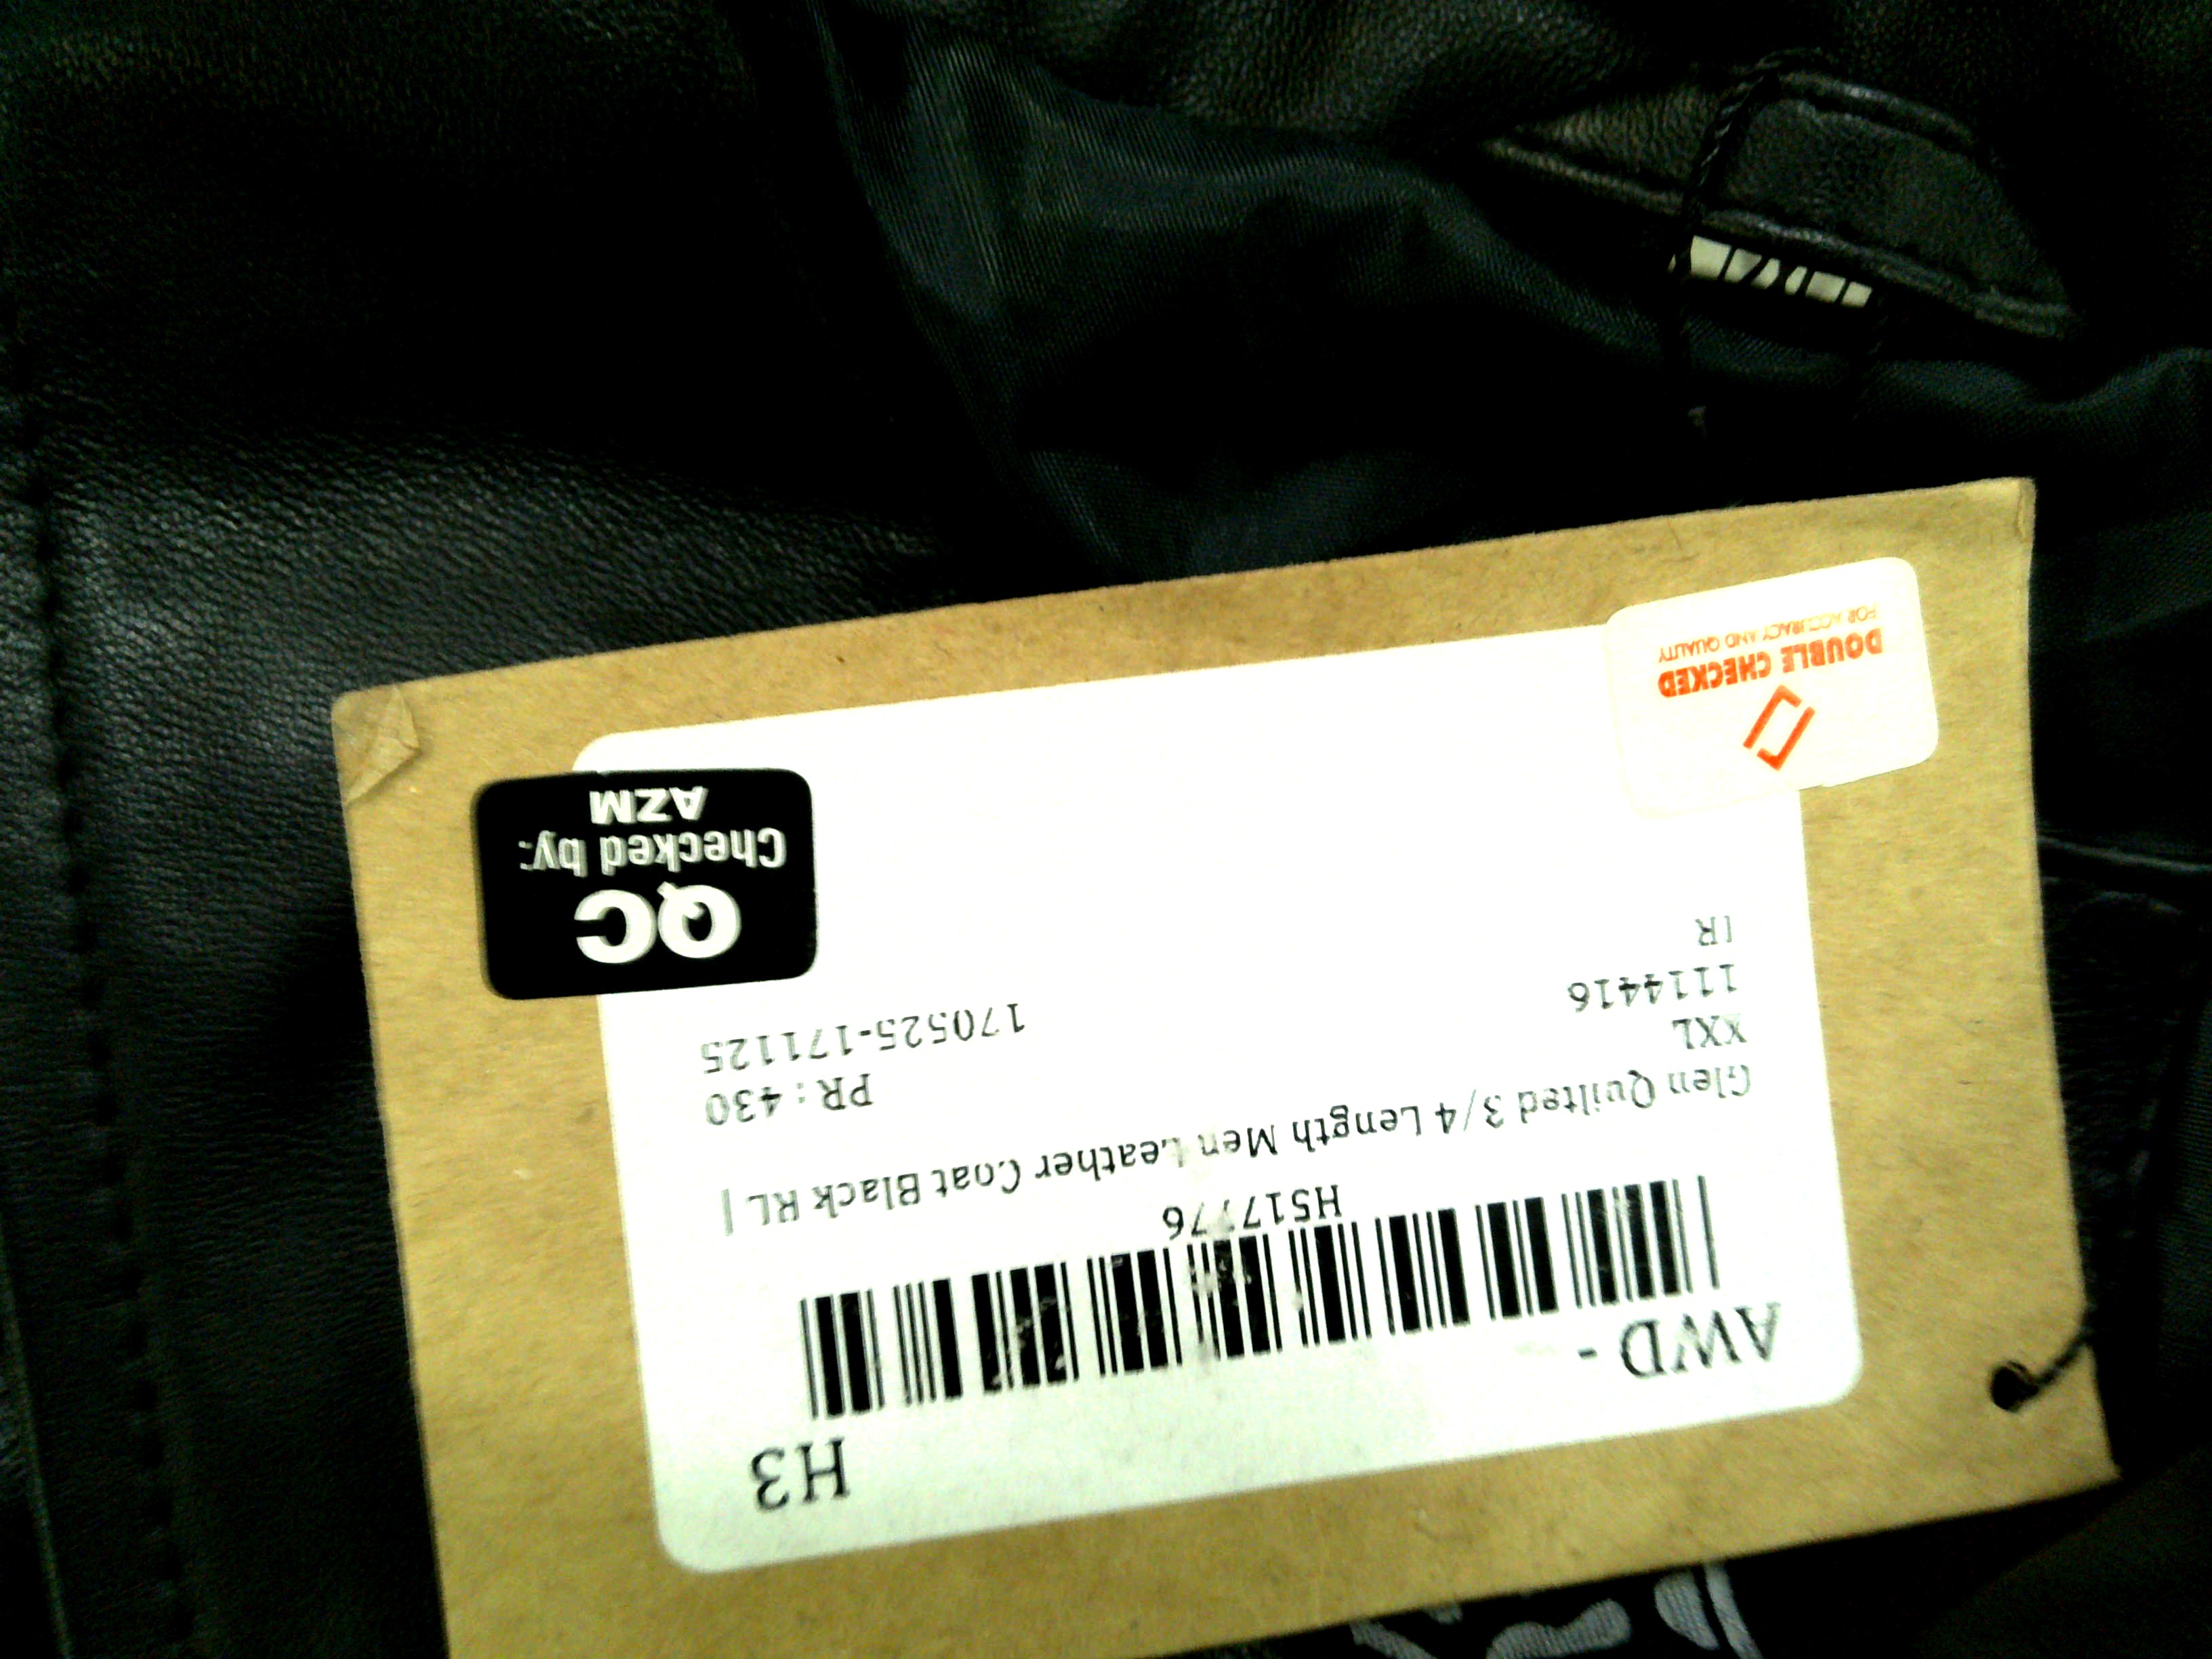 H3
AWD -
H517776
Glen Quilted 3/4 Length Men Leather Coat Black RL |
XXL
PR : 430
1114416
170525-171125
IR
QC
Checked by:
AZM
DOUBLE CHECKED
FOR ACCURACY AND QUALITY